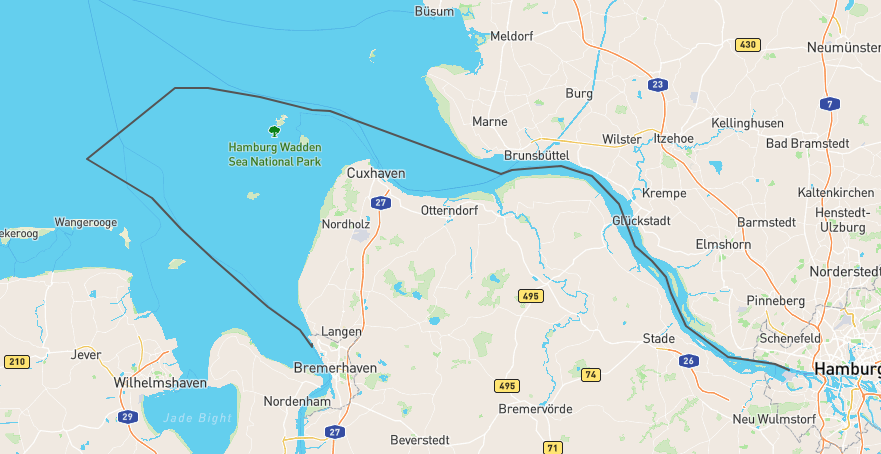 Büsum
Meldorf
430
Neumünster
23
7
Burg
Marne
Kellinghusen
Wilster
Itzehoe
Bad Bramstedt
Hamburg Wadden
Sea National Park
Brunsbüttel
Cuxhaven
Krempe
Kaltenkirchen
27
Otterndorf
Glückstadt
Barmstedt
Henstedt-
Ulzburg
Wangerooge
ekeroog
Nordholz
Elmshorn
Norderstedt
495
Pinneberg
Langen
Stade
Schenefeld
210
Jever
Bremerhaven
26
Hamburg
74
Wilhelmshaven
495
Nordenham
Bremervörde
29
Jade Bight
Neu Wulmstorf
27
Beverstedt
71